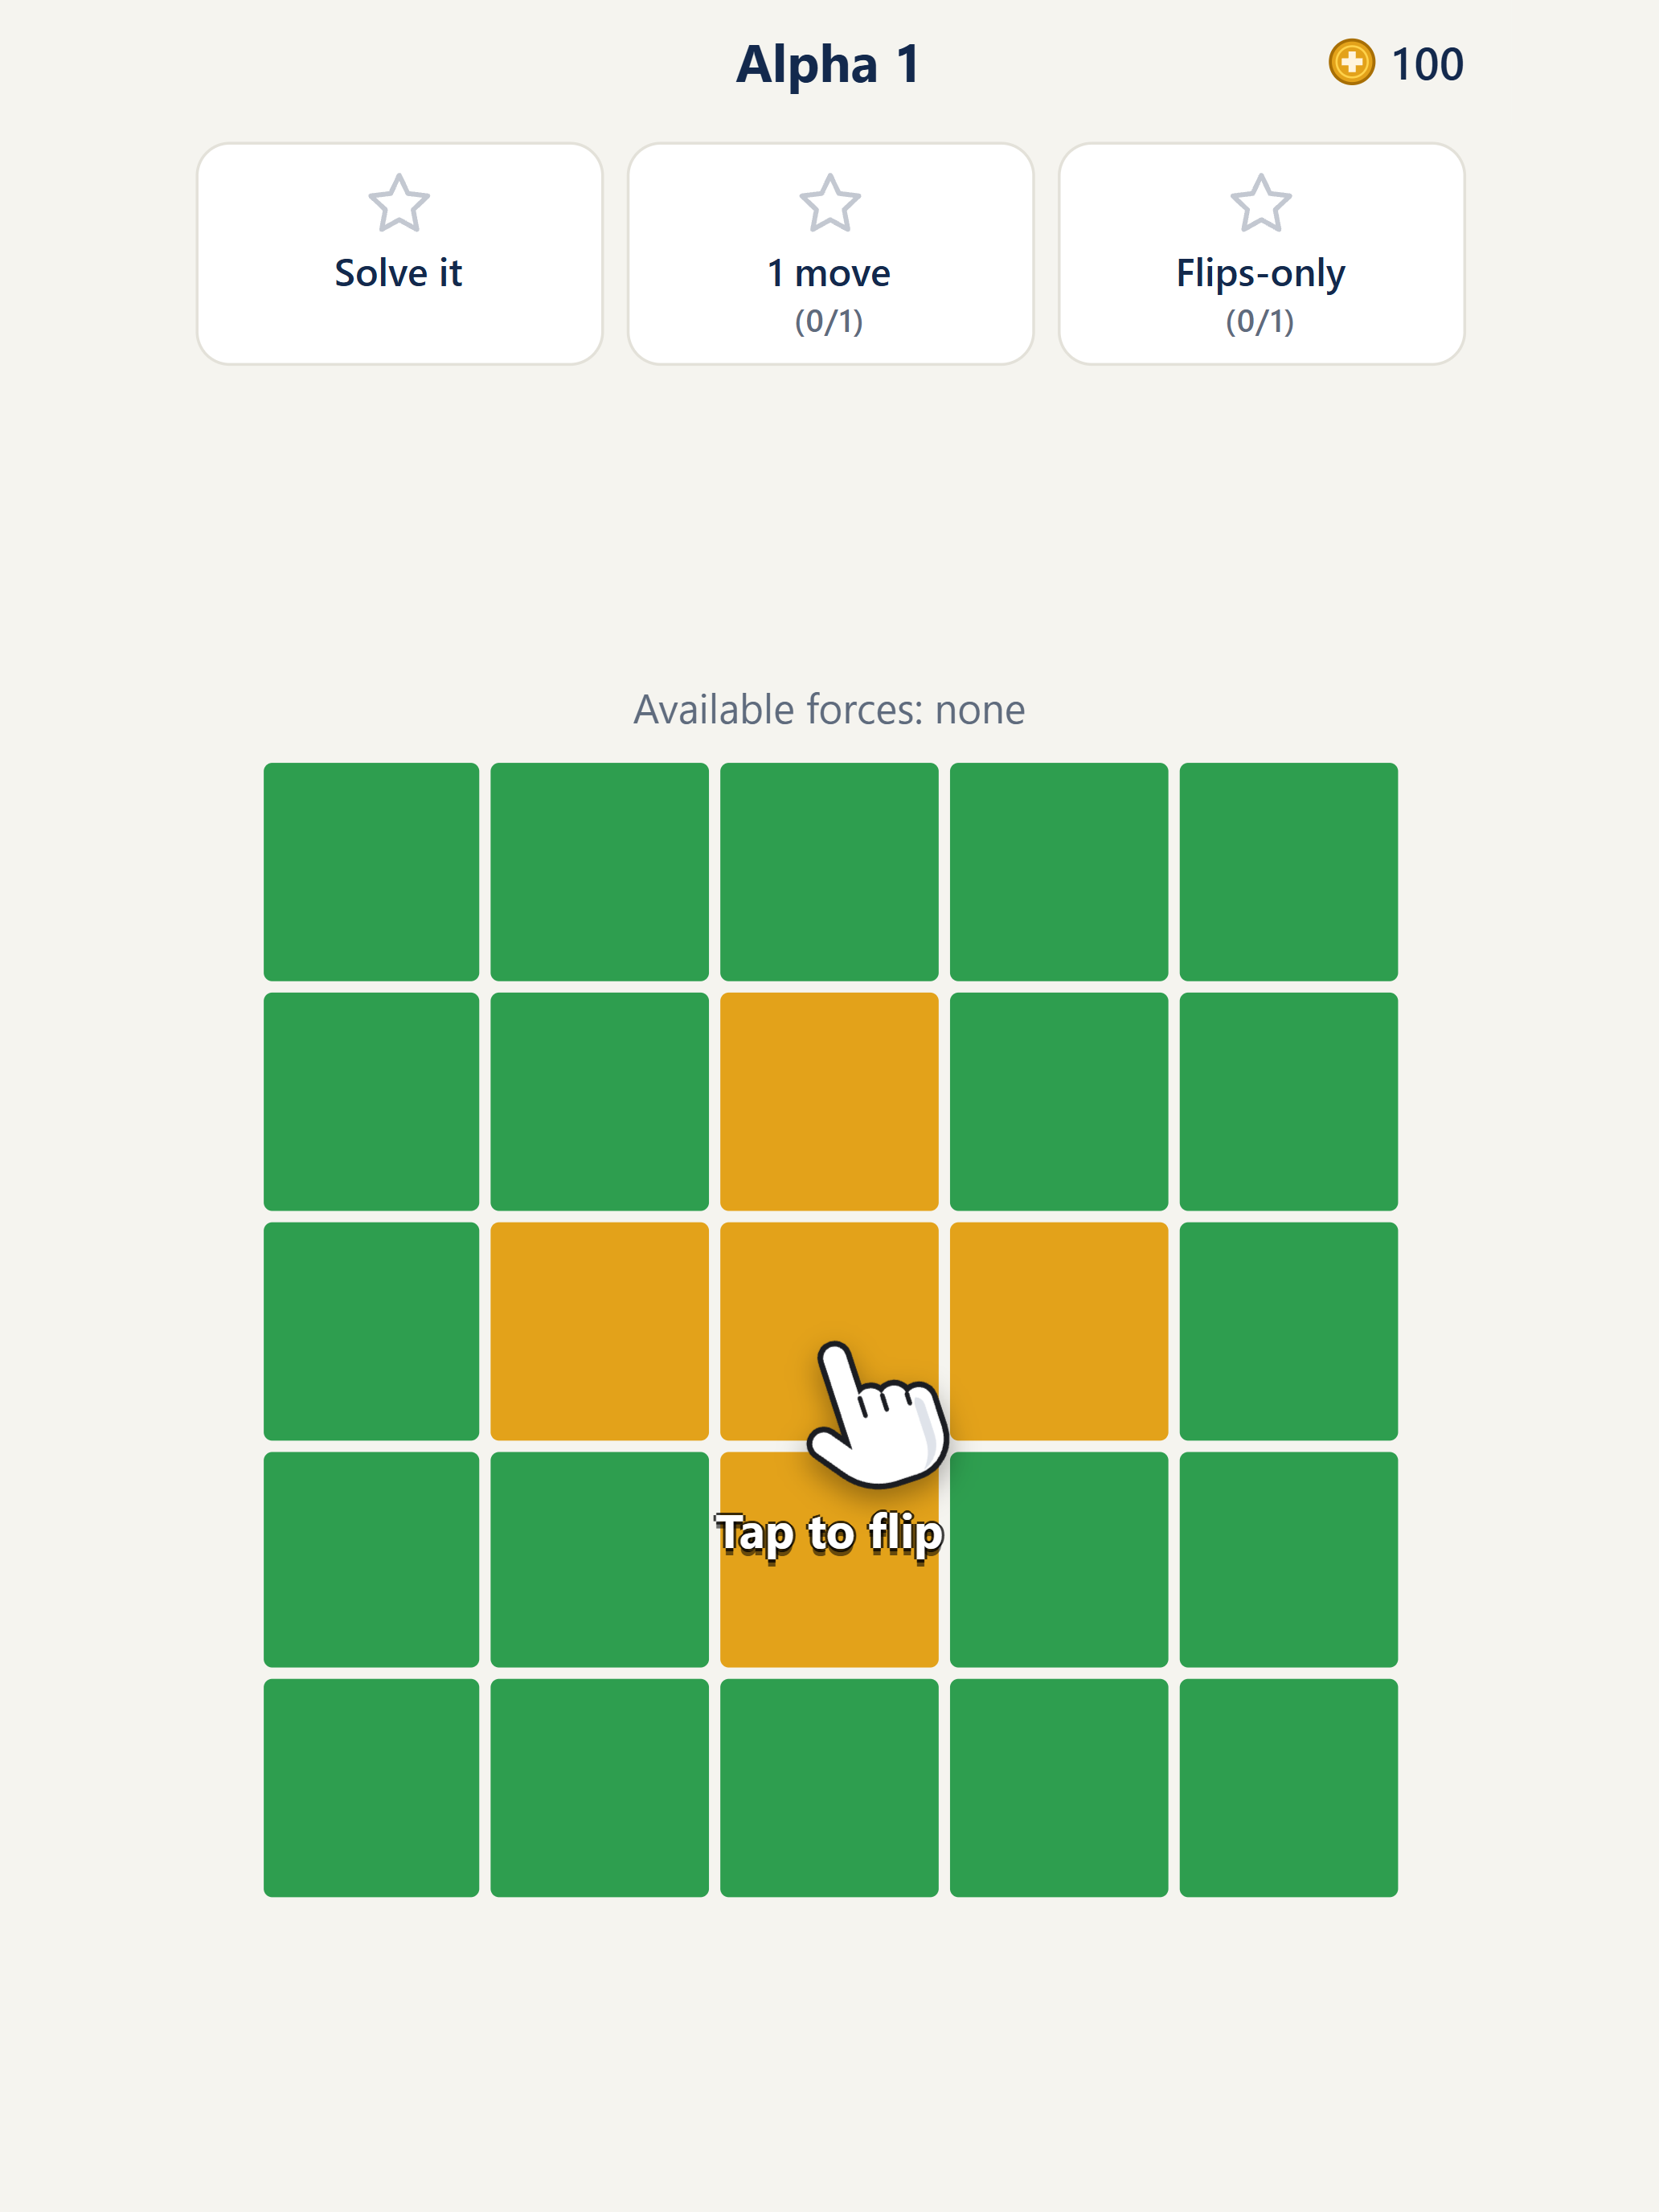 Alpha 1
100
Solve it
1 move
(0/1)
Flips-only
(0/1)
Available forces: none
Tap to flip